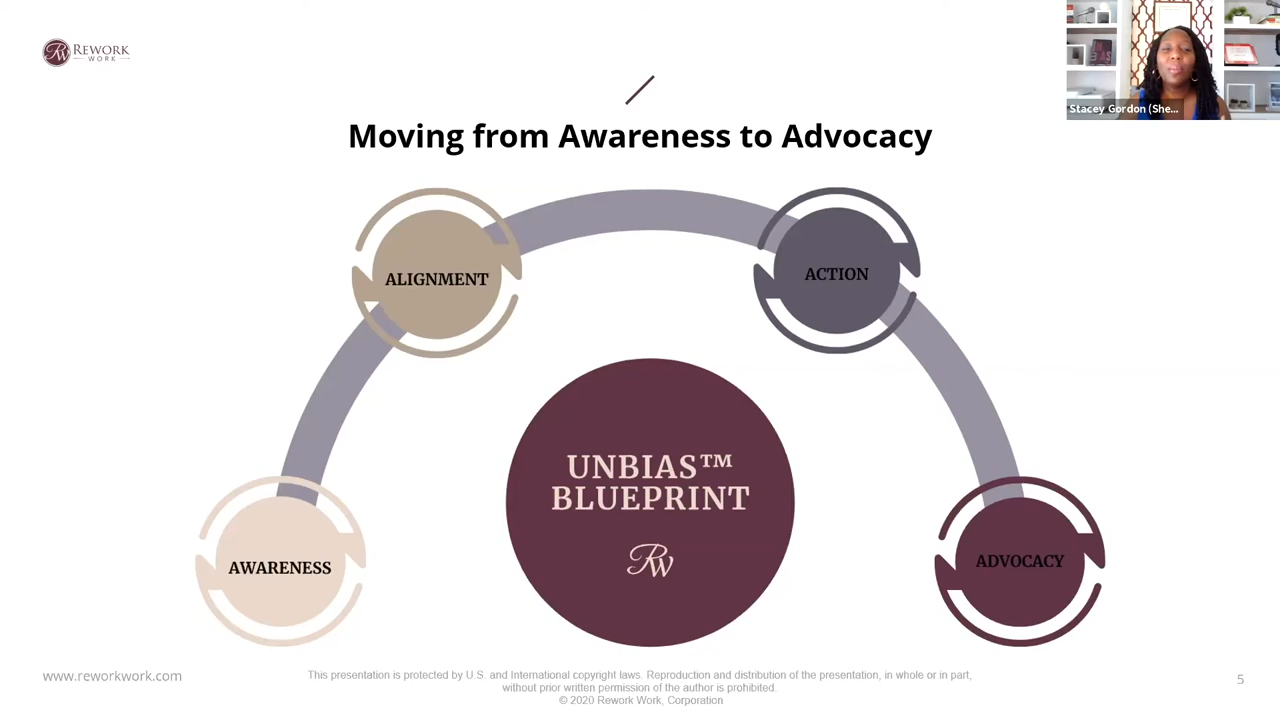 REWORK
WORK
Stacey Gordon (She...
Moving from Awareness to Advocacy
ALIGNMENT
ACTION
UNBIAS™
BLUEPRINT
RW
AWARENESS
ADVOCACY
www.reworkwork.com
This presentation is protected by U.S. and International copyright laws. Reproduction and distribution of the presentation, in whole or in part,
without prior written permission of the author is prohibited.
© 2020 Rework Work, Corporation
5